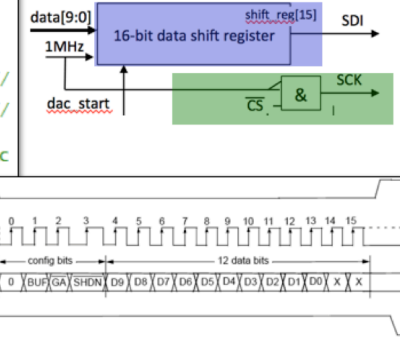 data[9:0]
shift_reg[15]
SDI
16-bit data shift register
1MHz
SCK
&
dac_start
CS
/
/
C
0 1 2 3 4 5 6 7 8 9 10 11 12 13 14 15
config bits 12 data bits
0 BUF GA SHDN D9 D8 D7 D6 D5 D4 D3 D2 D1 D0 X X